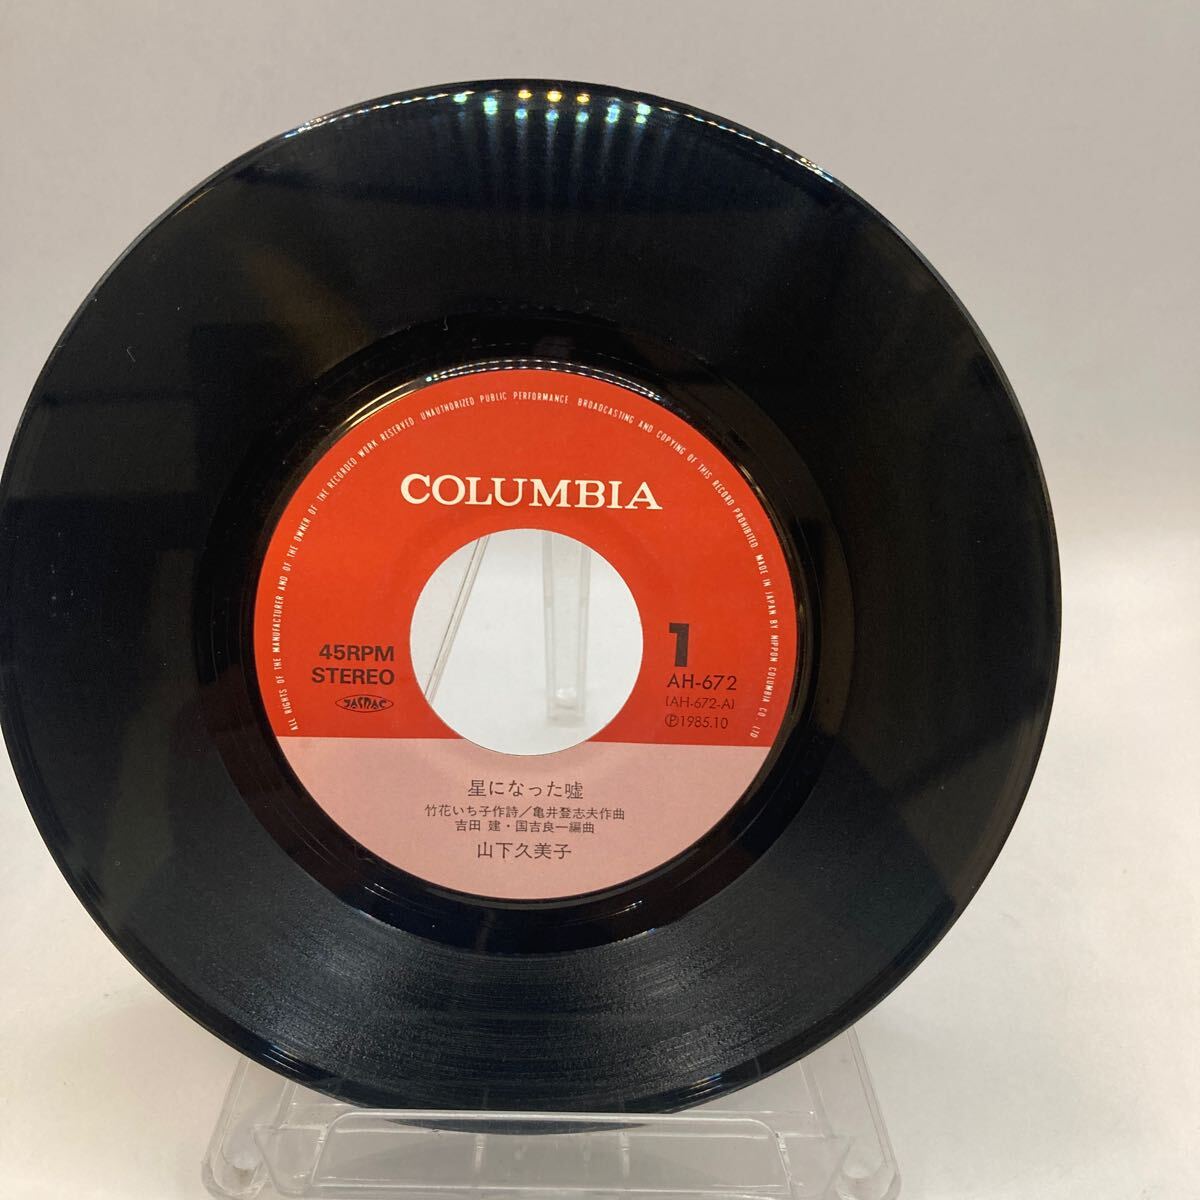 ALL RIGHTS OF THE MANUFACTURER AND OF THE OWNER OF THE RECORDED WORK RESERVED. UNAUTHORIZED PUBLIC PERFORMANCE BROADCASTING AND COPYING OF THIS RECORD PROHIBITED. MADE IN JAPAN BY NIPPON COLUMBIA CO. LTD
COLUMBIA
45RPM
STEREO
JASRAC
1
AH-672
(AH-672-A)
Ⓟ1985.10
星になった嘘
竹花いち子作詩／亀井登志夫作曲
吉田 建・国吉良一編曲
山下久美子